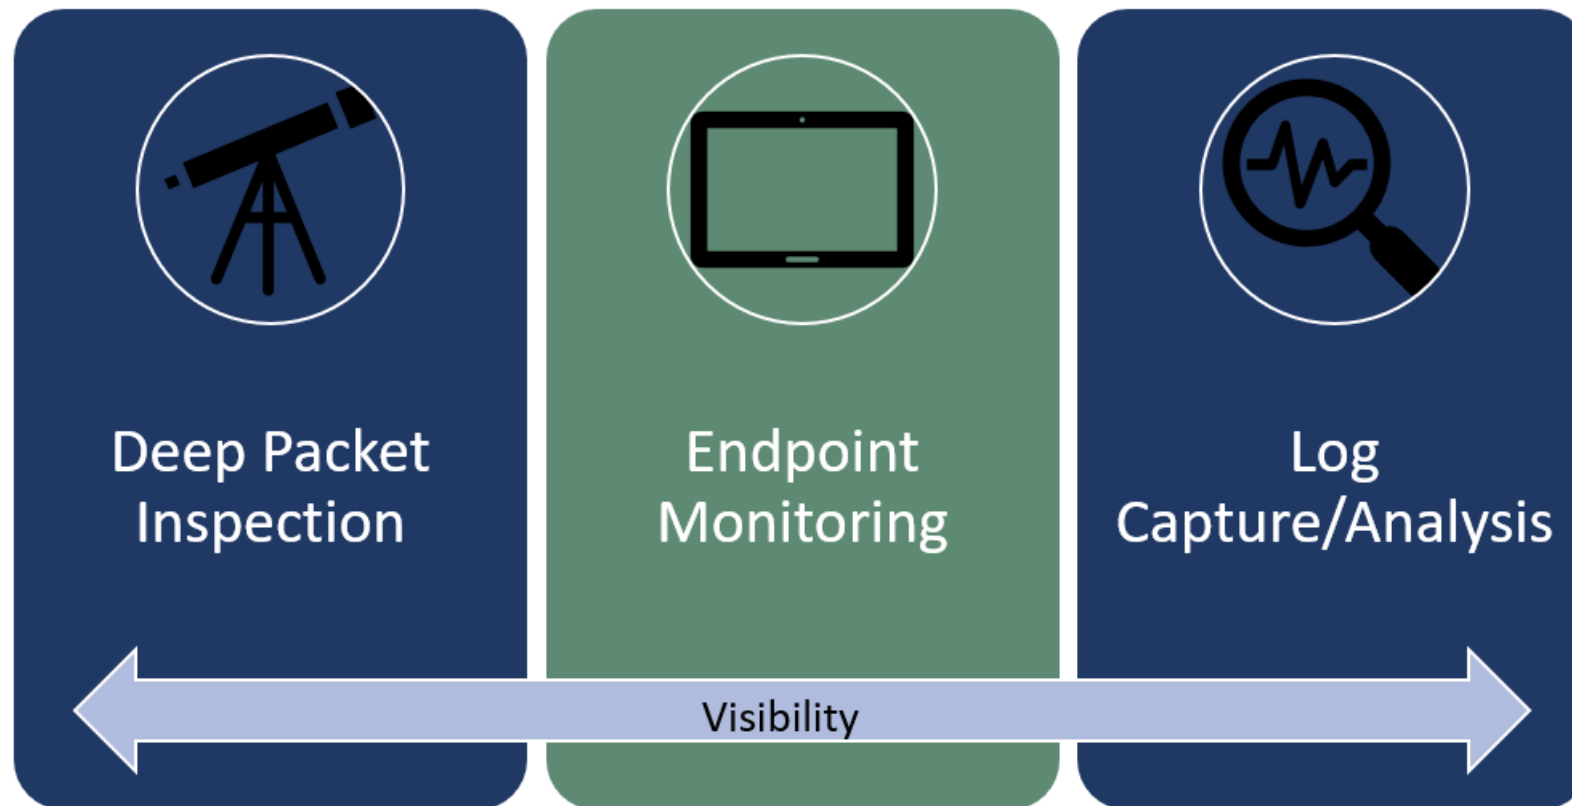 Deep Packet
Inspection
Endpoint
Monitoring
Log
Capture/Analysis
Visibility